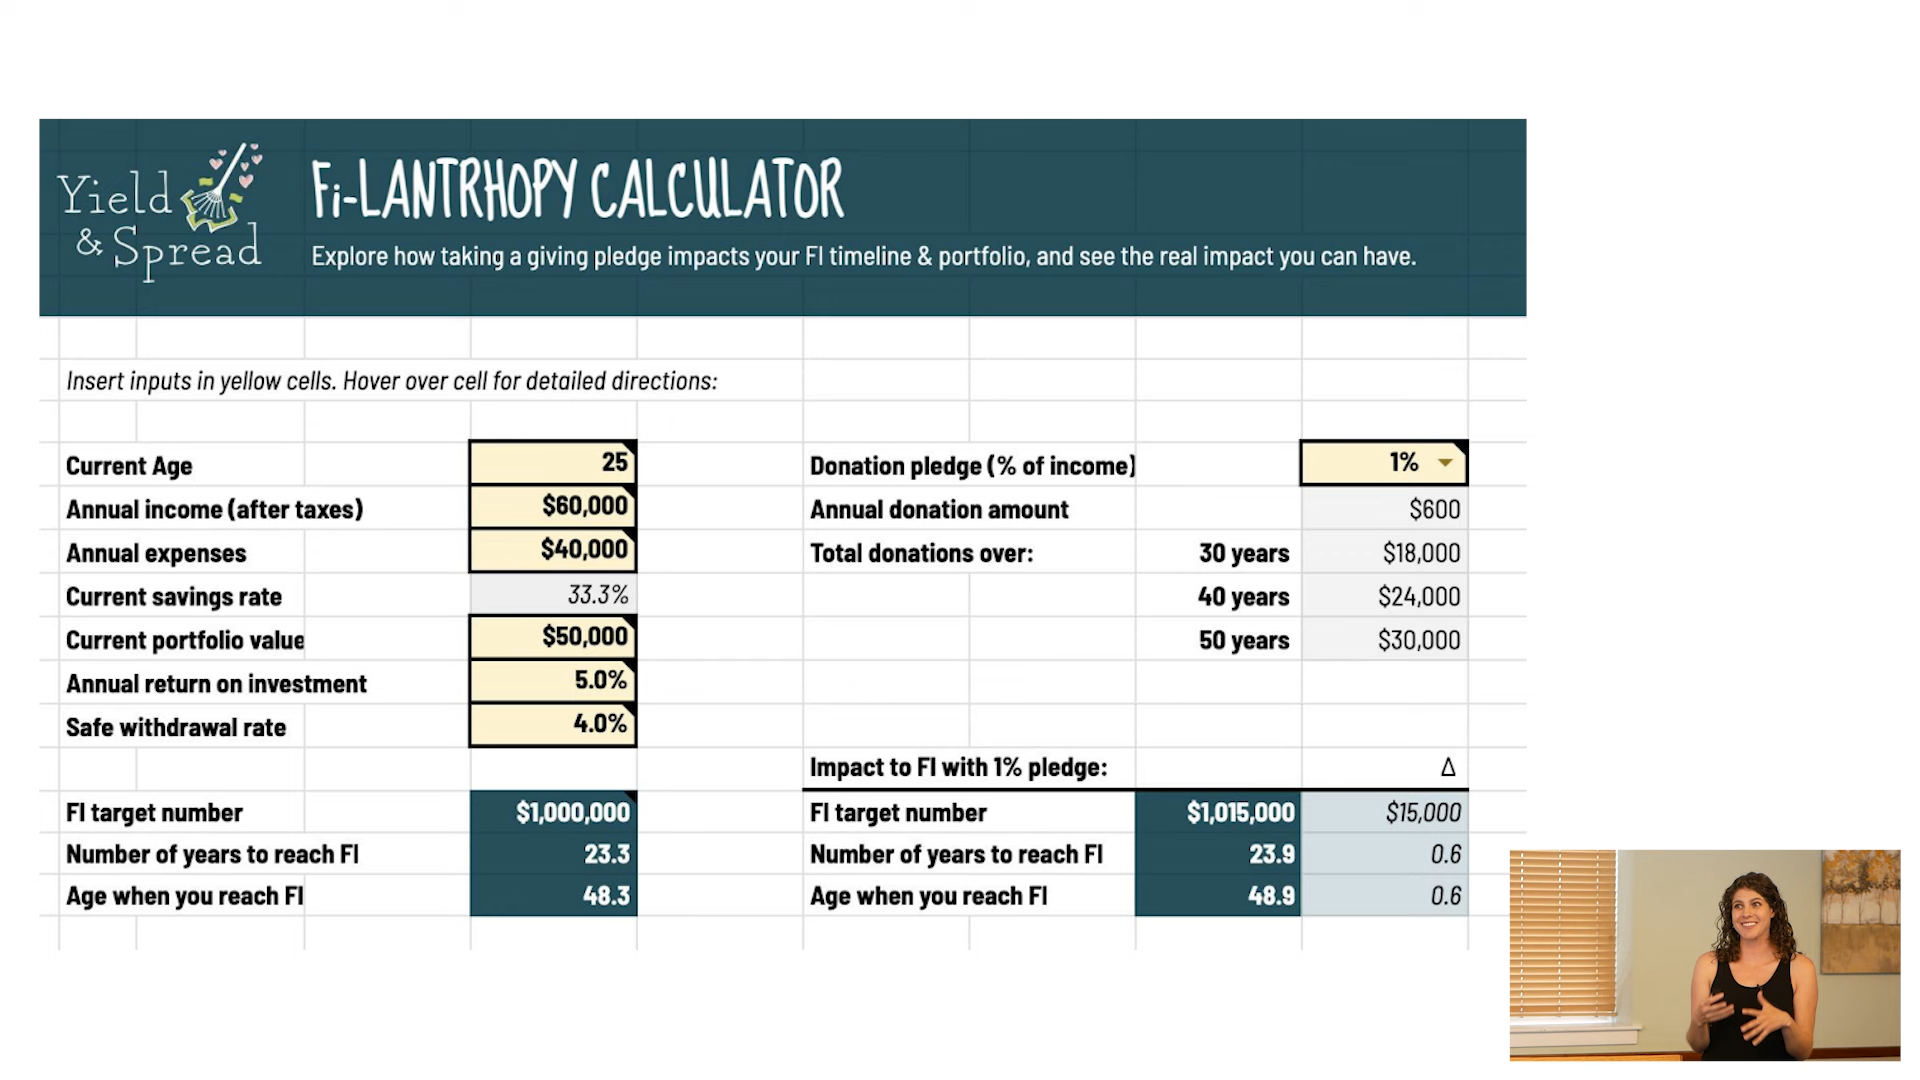 Yield
& Spread
Fi-LANTRHOPY CALCULATOR
Explore how taking a giving pledge impacts your FI timeline & portfolio, and see the real impact you can have.
Insert inputs in yellow cells. Hover over cell for detailed directions:
Current Age 25
Annual income (after taxes) $60,000
Annual expenses $40,000
Current savings rate 33.3%
Current portfolio value $50,000
Annual return on investment 5.0%
Safe withdrawal rate 4.0%
FI target number $1,000,000
Number of years to reach FI 23.3
Age when you reach FI 48.3
Donation pledge (% of income) 1%
Annual donation amount $600
Total donations over: 30 years $18,000
40 years $24,000
50 years $30,000
Impact to FI with 1% pledge: Δ
FI target number $1,015,000 $15,000
Number of years to reach FI 23.9 0.6
Age when you reach FI 48.9 0.6